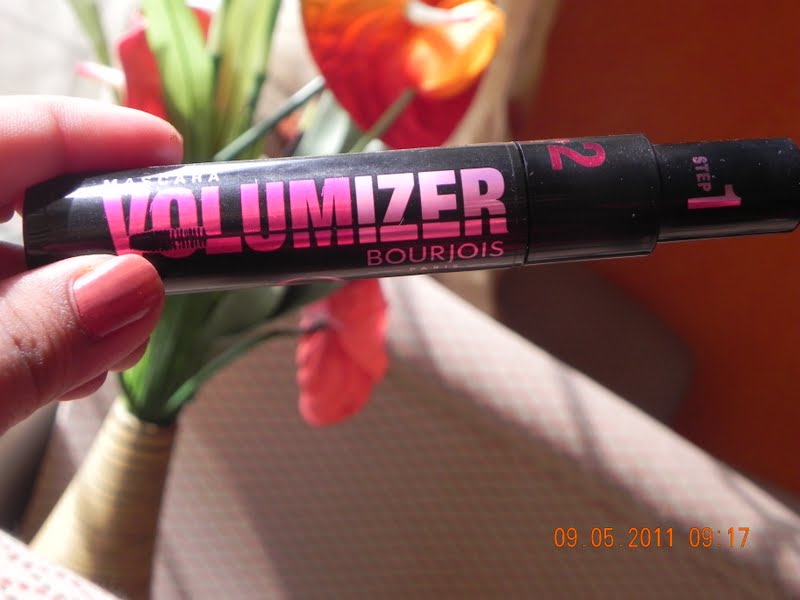 MASCARA
VOLUMIZER
BOURJOIS
PARIS
2
STEP 1
09.05.2011 09:17